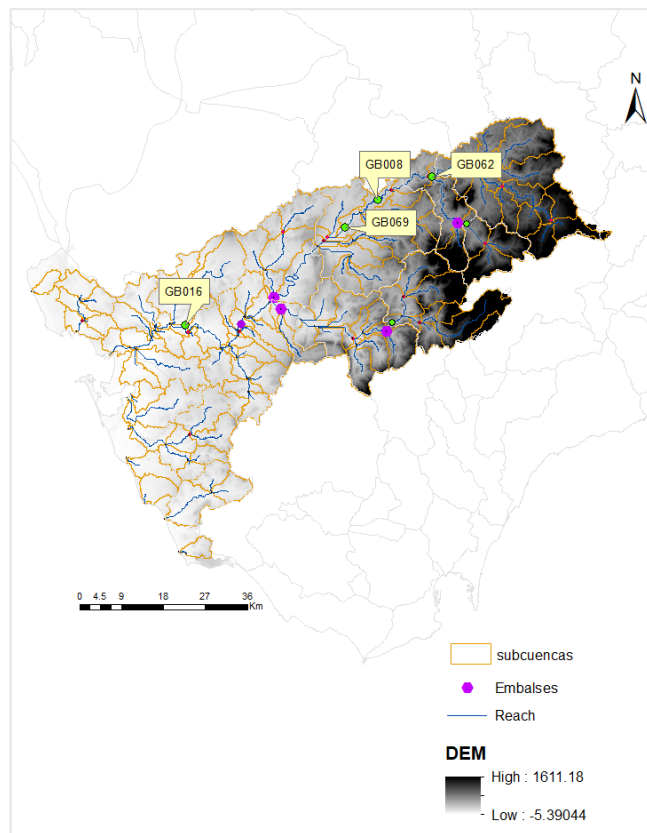 N
GB008
GB062
GB069
GB016
0 4.5 9 18 27 36
Km
subcuencas
Embalses
Reach
DEM
High : 1611.18
Low : -5.39044